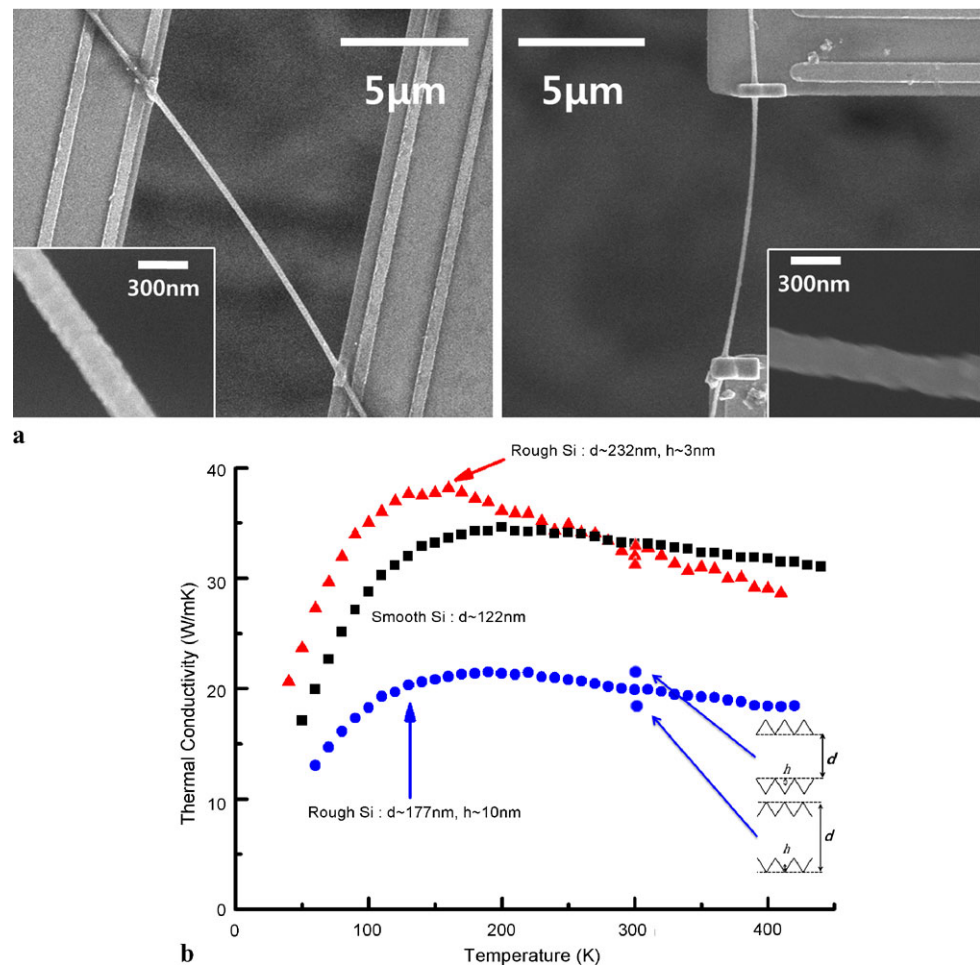 5μm
300nm
5μm
300nm
a
Rough Si : d~232nm, h~3nm
Smooth Si : d~122nm
Rough Si : d~177nm, h~10nm
Thermal Conductivity (W/mK)
40
30
20
10
0
0 100 200 300 400
Temperature (K)
h
d
h
d
b